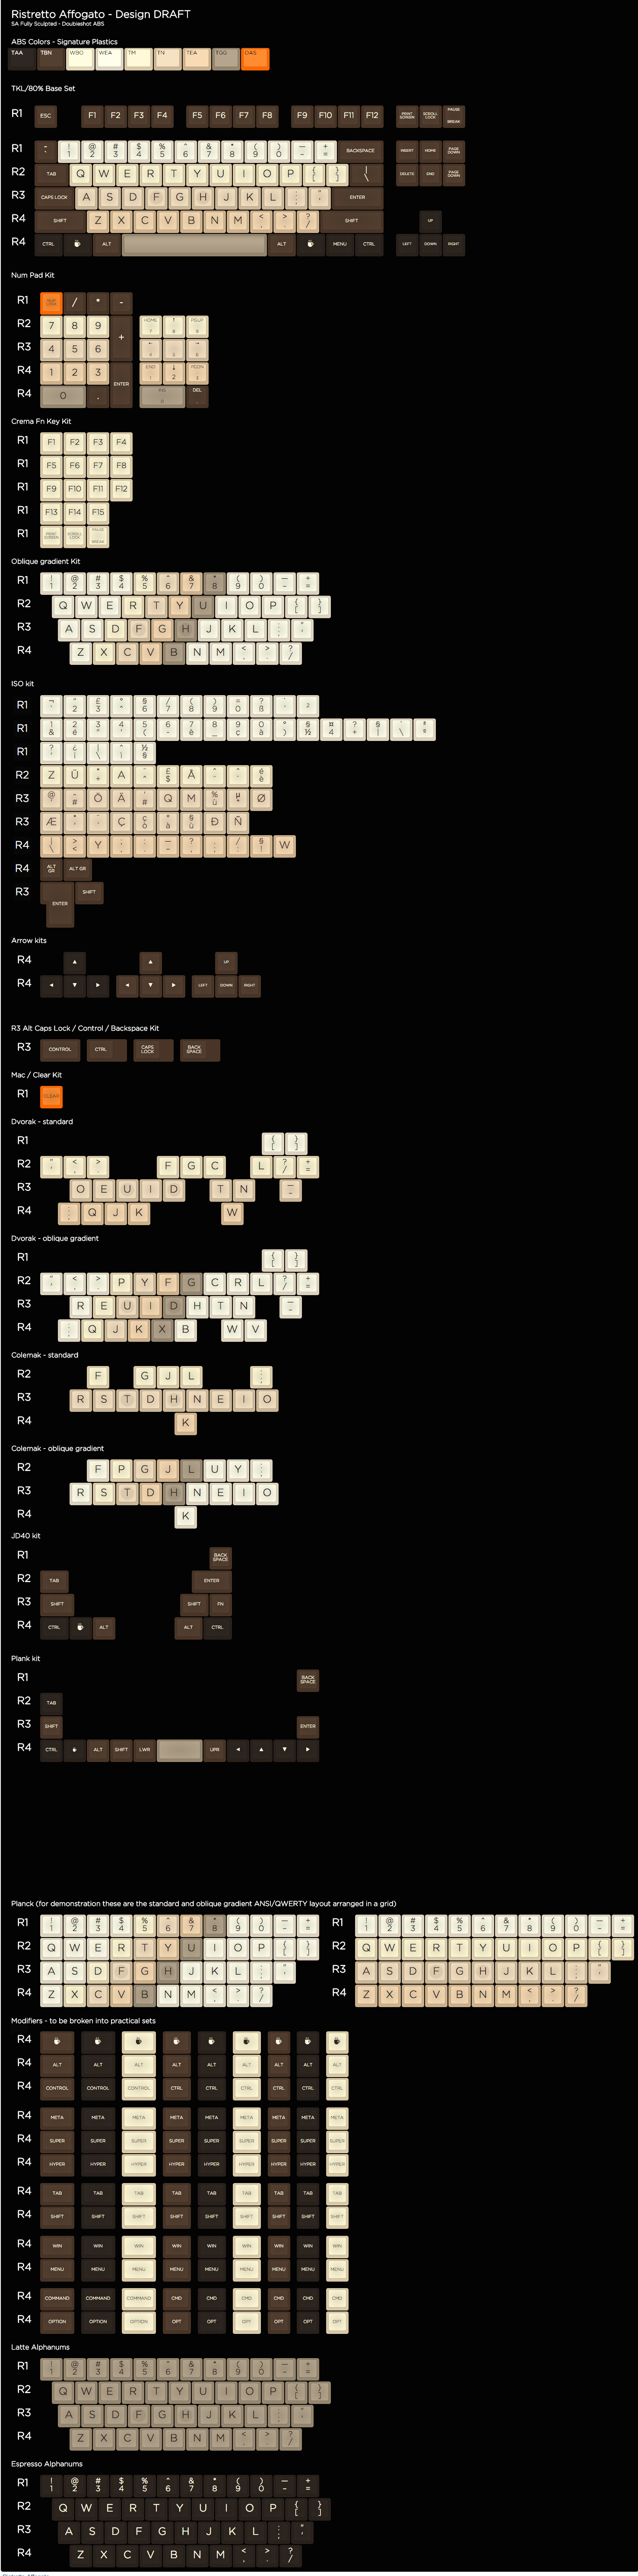 Ristretto Affogato - Design DRAFT
SA Fully Sculpted - Doubleshot ABS
ABS Colors - Signature Plastics
TAA TBN WBO WEA TM TN TEA TGO OAS
TKL/80% Base Set
R1 ESC F1 F2 F3 F4 F5 F6 F7 F8 F9 F10 F11 F12 PRINT SCREEN SCROLL LOCK PAUSE BREAK
R1 ! 1 @ 2 # 3 $ 4 % 5 ^ 6 & 7 * 8 ( 9 ) 0 — - + = BACKSPACE INSERT HOME PAGE DOWN
R2 TAB Q W E R T Y U I O P { [ } ] | \ DELETE END PAGE DOWN
R3 CAPS LOCK A S D F G H J K L : ; " ' ENTER
R4 SHIFT Z X C V B N M < , > . ? / SHIFT UP
R4 CTRL ALT ALT MENU CTRL LEFT DOWN RIGHT
Num Pad Kit
R1 / * -
R2 7 8 9 + HOME 7 ↑ 8 PGUP 9
R3 4 5 6 ← 4 5 → 6
R4 1 2 3 ENTER END 1 ↓ 2 PGDN 3
R4 0 . INS 0 DEL .
Crema Fn Key Kit
R1 F1 F2 F3 F4
R1 F5 F6 F7 F8
R1 F9 F10 F11 F12
R1 F13 F14 F15
R1 PRINT SCREEN SCROLL LOCK PAUSE BREAK
Oblique gradient Kit
R1 ! 1 @ 2 # 3 $ 4 % 5 ^ 6 & 7 * 8 ( 9 ) 0 — - + =
R2 Q W E R T Y U I O P { [ } ]
R3 A S D F G H J K L : ; " '
R4 Z X C V B N M < , > . ? /
ISO kit
R1 " 2 £ 3 § 6 / 7 ( 8 ) 9 = 0 ? ß
R1 1 & 2 é 3 " 4 ' 5 ( 6 - 7 è 8 _ 9 ç 0 à ° ) § ½ ¤ 4 ? +
R1 ½ §
R2 Z Ü A £ $ Å é è
R3 Ö Ä Q M % ù Ø
R3 Æ Ç ç ò ° à § ù Ð Ñ
R4 > < Y W
R4 ALT GR ALT GR
R3 ENTER SHIFT
Arrow kits
R4 ▲ ▲ UP
R4 ◄ ▼ ► ◄ ▼ ► LEFT DOWN RIGHT
R3 Alt Caps Lock / Control / Backspace Kit
R3 CONTROL CTRL CAPS LOCK BACK SPACE
Mac / Clear Kit
R1 CLEAR
Dvorak - standard
R1 { [ } ]
R2 " ' < , > . F G C L ? / + =
R3 O E U I D T N — -
R4 : ; Q J K W
Dvorak - oblique gradient
R1 { [ } ]
R2 " ' < , > . P Y F G C R L ? / + =
R3 R E U I D H T N — -
R4 : ; Q J K X B W V
Colemak - standard
R2 F G J L : ;
R3 R S T D H N E I O
R4 K
Colemak - oblique gradient
R2 F P G J L U Y : ;
R3 R S T D H N E I O
R4 K
JD40 kit
R1 BACK SPACE
R2 TAB ENTER
R3 SHIFT SHIFT FN
R4 CTRL ALT ALT CTRL
Plank kit
R1 BACK SPACE
R2 TAB
R3 SHIFT ENTER
R4 CTRL ALT SHIFT LWR UPR ◄ ▲ ▼ ►
Planck (for demonstration these are the standard and oblique gradient ANSI/QWERTY layout arranged in a grid)
R1 ! 1 @ 2 # 3 $ 4 % 5 ^ 6 & 7 * 8 ( 9 ) 0 — - + = R1 ! 1 @ 2 # 3 $ 4 % 5 ^ 6 & 7 * 8 ( 9 ) 0 — - + =
R2 Q W E R T Y U I O P { [ } ] R2 Q W E R T Y U I O P { [ } ]
R3 A S D F G H J K L : ; " ' R3 A S D F G H J K L : ; " '
R4 Z X C V B N M < , > . ? / R4 Z X C V B N M < , > . ? /
Modifiers - to be broken into practical sets
R4
R4 ALT ALT ALT ALT ALT ALT ALT ALT ALT
R4 CONTROL CONTROL CONTROL CTRL CTRL CTRL CTRL CTRL CTRL
R4 META META META META META META META META META
R4 SUPER SUPER SUPER SUPER SUPER SUPER SUPER SUPER SUPER
R4 HYPER HYPER HYPER HYPER HYPER HYPER HYPER HYPER HYPER
R4 TAB TAB TAB TAB TAB TAB TAB TAB TAB
R4 SHIFT SHIFT SHIFT SHIFT SHIFT SHIFT SHIFT SHIFT SHIFT
R4 WIN WIN WIN WIN WIN WIN WIN WIN WIN
R4 MENU MENU MENU MENU MENU MENU MENU MENU MENU
R4 COMMAND COMMAND COMMAND CMD CMD CMD CMD CMD CMD
R4 OPTION OPTION OPTION OPT OPT OPT OPT OPT OPT
Latte Alphanums
R1 ! 1 @ 2 # 3 $ 4 % 5 ^ 6 & 7 * 8 ( 9 ) 0 — - + =
R2 Q W E R T Y U I O P { [ } ]
R3 A S D F G H J K L : ; " '
R4 Z X C V B N M < , > . ? /
Espresso Alphanums
R1 ! 1 @ 2 # 3 $ 4 % 5 ^ 6 & 7 * 8 ( 9 ) 0 — - + =
R2 Q W E R T Y U I O P { [ } ]
R3 A S D F G H J K L : ; " '
R4 Z X C V B N M < , > . ? /